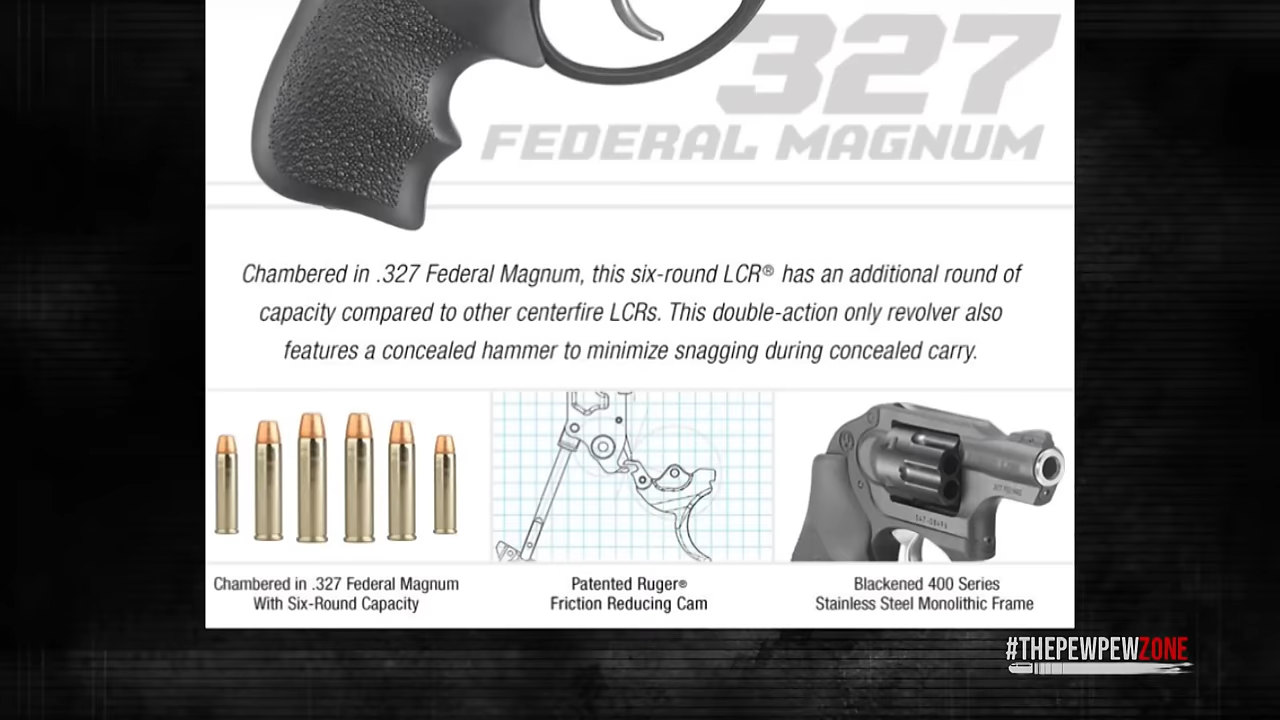 327
FEDERAL MAGNUM
Chambered in .327 Federal Magnum, this six-round LCR® has an additional round of
capacity compared to other centerfire LCRs. This double-action only revolver also
features a concealed hammer to minimize snagging during concealed carry.
Chambered in .327 Federal Magnum
With Six-Round Capacity
Patented Ruger®
Friction Reducing Cam
Blackened 400 Series
Stainless Steel Monolithic Frame
#THEPEWPEWZONE